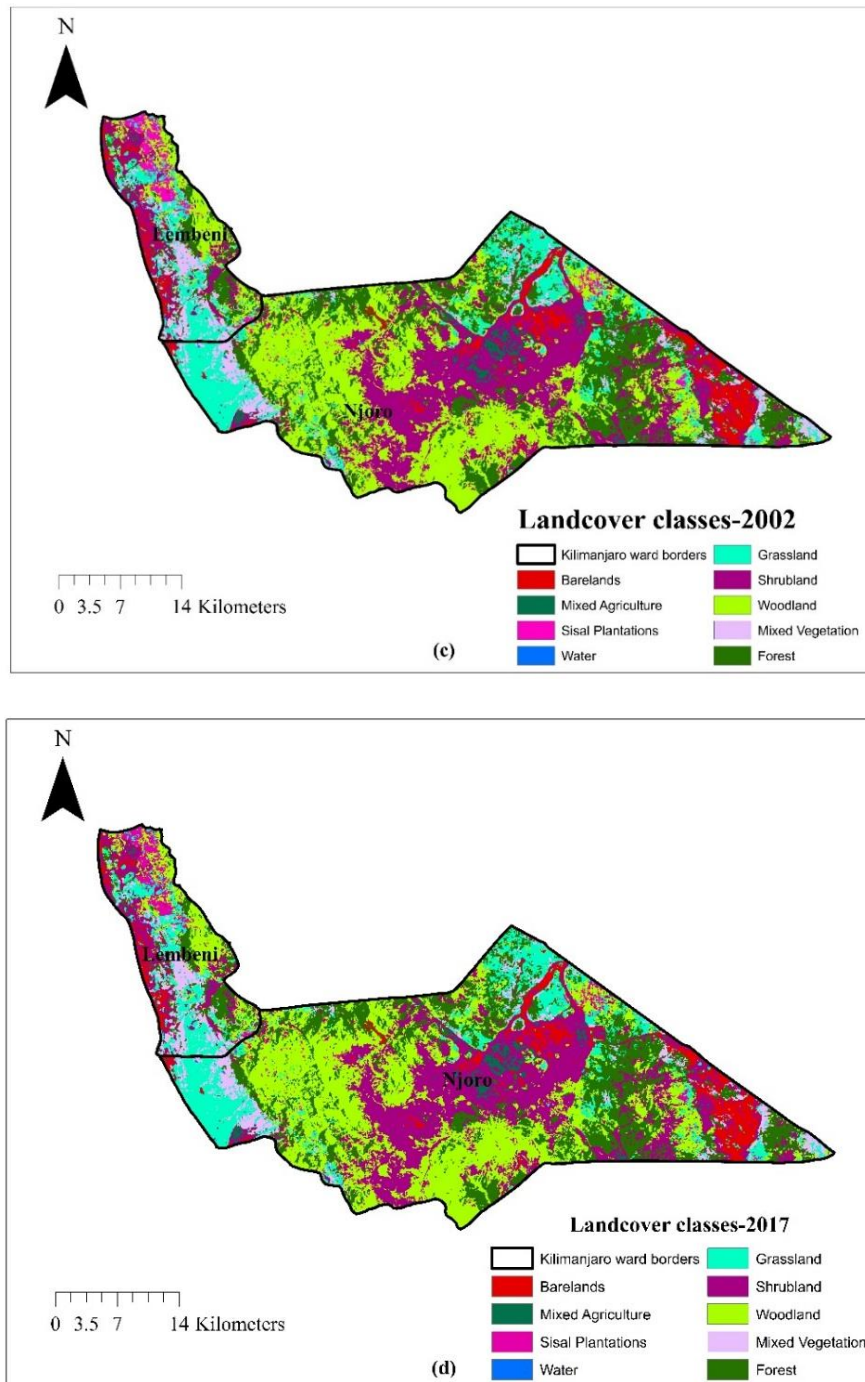 N
Lembeni
Njoro
Landcover classes-2002
Kilimanjaro ward borders Grassland
Barelands Shrubland
Mixed Agriculture Woodland
Sisal Plantations Mixed Vegetation
Water Forest
0 3.5 7 14 Kilometers
(c)
N
Lembeni
Njoro
Landcover classes-2017
Kilimanjaro ward borders Grassland
Barelands Shrubland
Mixed Agriculture Woodland
Sisal Plantations Mixed Vegetation
Water Forest
0 3.5 7 14 Kilometers
(d)